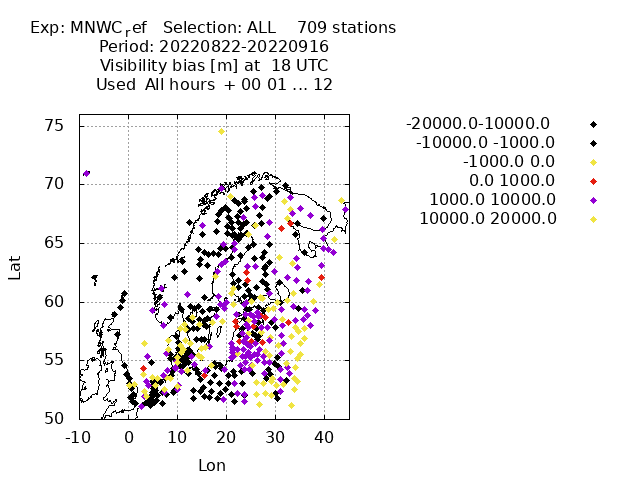 Exp: MNWCref Selection: ALL 709 stations
Period: 20220822-20220916
Visibility bias [m] at 18 UTC
Used All hours + 00 01 ... 12
-20000.0-10000.0
-10000.0 -1000.0
-1000.0 0.0
0.0 1000.0
1000.0 10000.0
10000.0 20000.0
75
70
65
60
55
50
Lat
-10 0 10 20 30 40
Lon